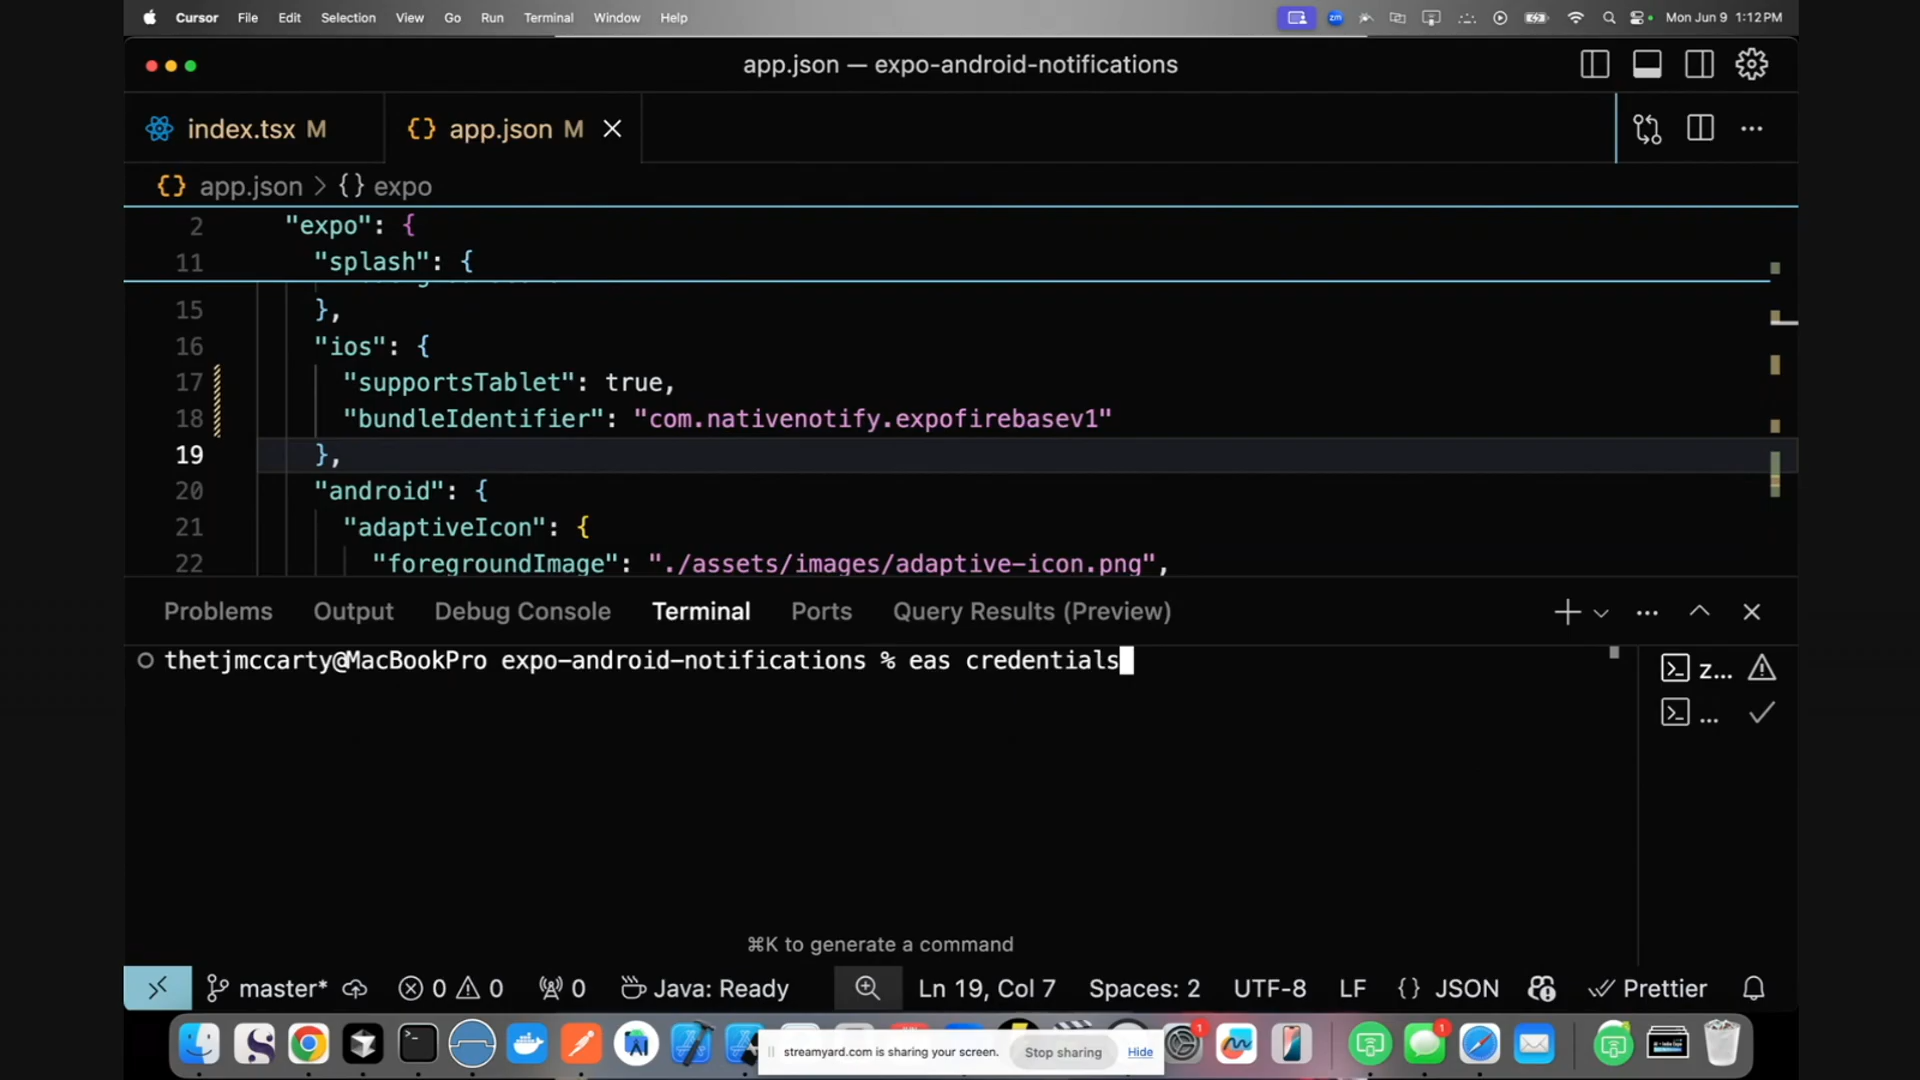 Cursor File Edit Selection View Go Run Terminal Window Help zm Mon Jun 9 1:12 PM
app.json — expo-android-notifications
index.tsx M {} app.json M
{} app.json > {} expo
2 "expo": {
11 "splash": {
15 },
16 "ios": {
17 "supportsTablet": true,
18 "bundleIdentifier": "com.nativenotify.expofirebasev1"
19 },
20 "android": {
21 "adaptiveIcon": {
22 "foregroundImage": "./assets/images/adaptive-icon.png",
Problems Output Debug Console Terminal Ports Query Results (Preview)
thetjmccarty@MacBookPro expo-android-notifications % eas credentials
z...
...
⌘K to generate a command
master* 0 0 0 Java: Ready Ln 19, Col 7 Spaces: 2 UTF-8 LF {} JSON Prettier
streamyard.com is sharing your screen. Stop sharing Hide
1
1